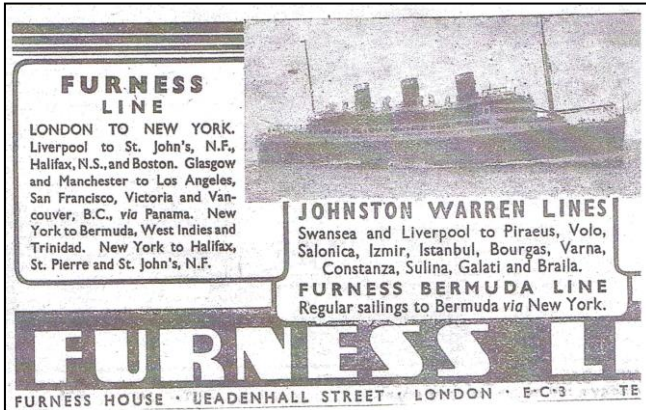 FURNESS
LINE
LONDON TO NEW YORK.
Liverpool to St. John's, N.F.,
Halifax, N.S., and Boston. Glasgow
and Manchester to Los Angeles,
San Francisco, Victoria and Van-
couver, B.C., via Panama. New
York to Bermuda, West Indies and
Trinidad. New York to Halifax,
St. Pierre and St. John's, N.F.
JOHNSTON WARREN LINES
Swansea and Liverpool to Piraeus, Volo,
Salonica, Izmir, Istanbul, Bourgas, Varna,
Constanza, Sulina, Galati and Braila.
FURNESS BERMUDA LINE
Regular sailings to Bermuda via New York.
FURNESS LI
FURNESS HOUSE · LEADENHALL STREET · LONDON · E·C·3 TE